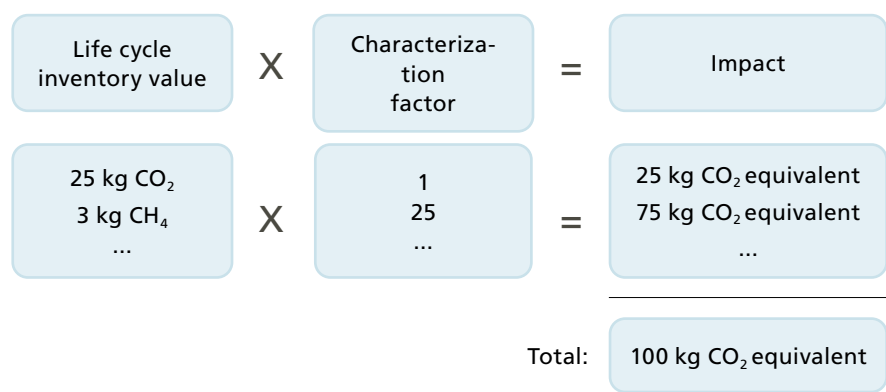 Life cycle
inventory value
X
Characteriza-
tion
factor
=
Impact
25 kg CO₂
3 kg CH₄
...
X
1
25
...
=
25 kg CO₂ equivalent
75 kg CO₂ equivalent
...
Total:
100 kg CO₂ equivalent